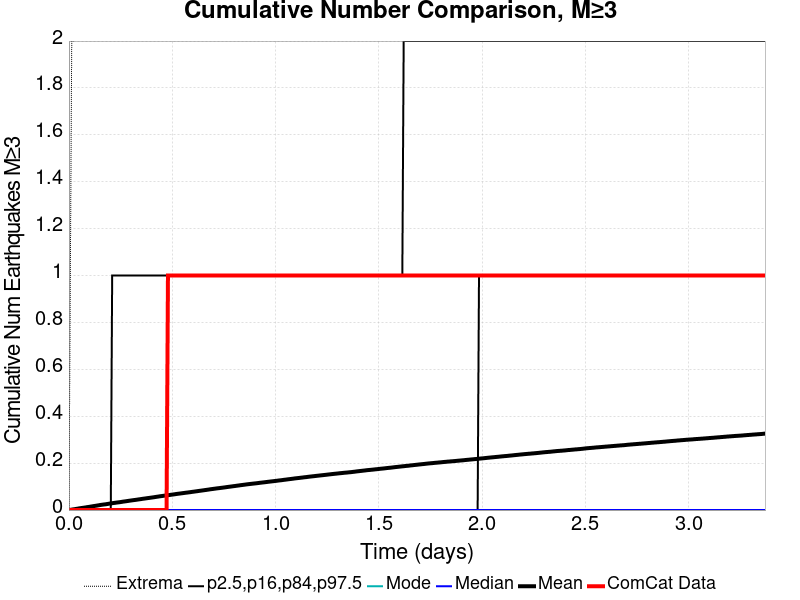 Cumulative Number Comparison, M≥3
Cumulative Num Earthquakes M≥3
2
1.8
1.6
1.4
1.2
1
0.8
0.6
0.4
0.2
0
0.0 0.5 1.0 1.5 2.0 2.5 3.0
Time (days)
Extrema p2.5,p16,p84,p97.5 Mode Median Mean ComCat Data